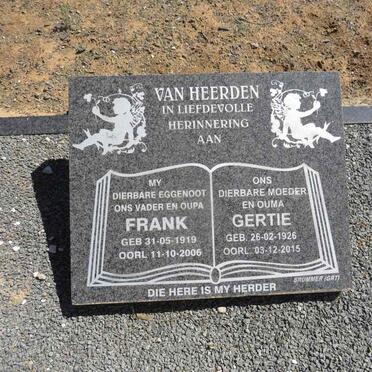 VAN HEERDEN
IN LIEFDEVOLLE
HERINNERING
AAN
MY
DIERBARE EGGENOOT
ONS VADER EN OUPA
FRANK
GEB 31-05-1919
OORL 11-10-2006
ONS
DIERBARE MOEDER
EN OUMA
GERTIE
GEB. 26-02-1926
OORL: 03-12-2015
BRUMMER (GRT)
DIE HERE IS MY HERDER